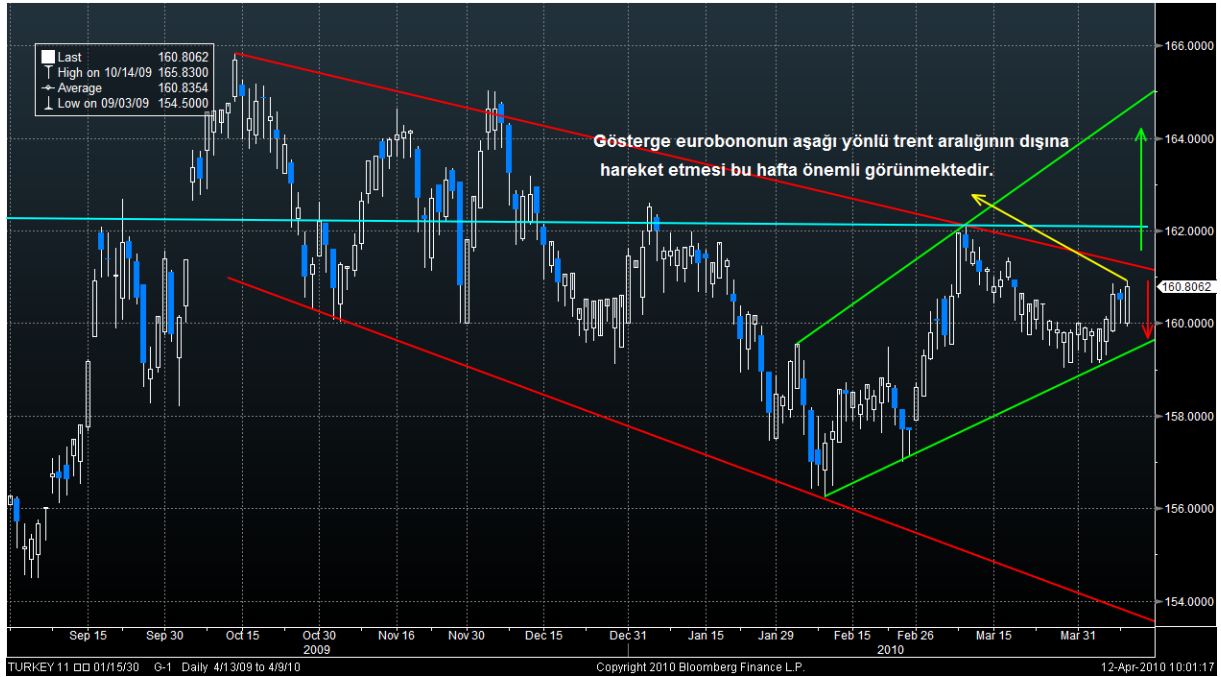 Last 160.8062
High on 10/14/09 165.8300
Average 160.8354
Low on 09/03/09 154.5000
Gösterge eurobononun aşağı yönlü trent aralığının dışına
hareket etmesi bu hafta önemli görünmektedir.
166.0000
164.0000
162.0000
160.8062
160.0000
158.0000
156.0000
154.0000
Sep 15 Sep 30 Oct 15 Oct 30 Nov 16 Nov 30 Dec 15 Dec 31 Jan 15 Jan 29 Feb 15 Feb 26 Mar 15 Mar 31
2009 2010
TURKEY 11 01/15/30 G-1 Daily 4/13/09 to 4/9/10 Copyright 2010 Bloomberg Finance L.P. 12-Apr-2010 10:01:17